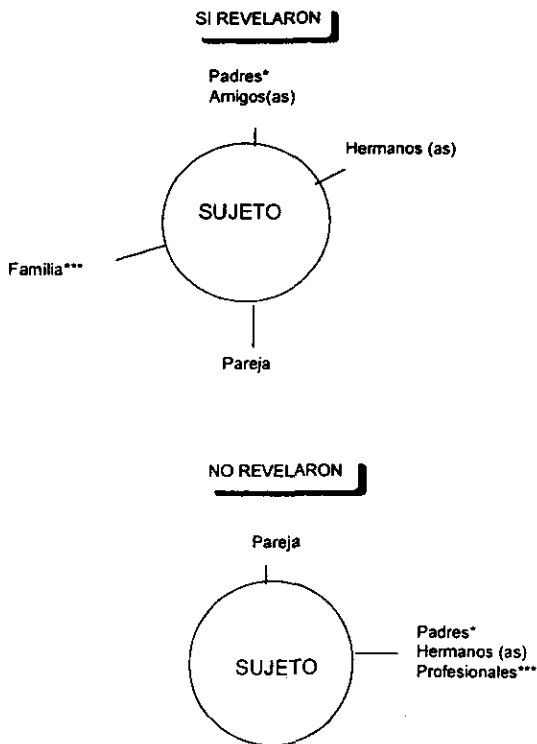 SI REVELARON
Padres*
Amigos(as)
Hermanos (as)
SUJETO
Familia***
Pareja
NO REVELARON
Pareja
Padres*
Hermanos (as)
Profesionales***
SUJETO